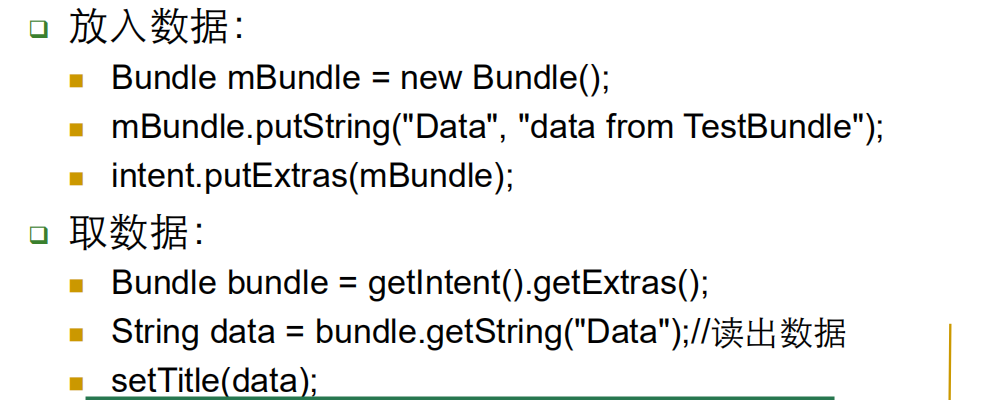 放入数据:
Bundle mBundle = new Bundle();
mBundle.putString("Data", "data from TestBundle");
intent.putExtras(mBundle);
取数据:
Bundle bundle = getIntent().getExtras();
String data = bundle.getString("Data");//读出数据
setTitle(data);